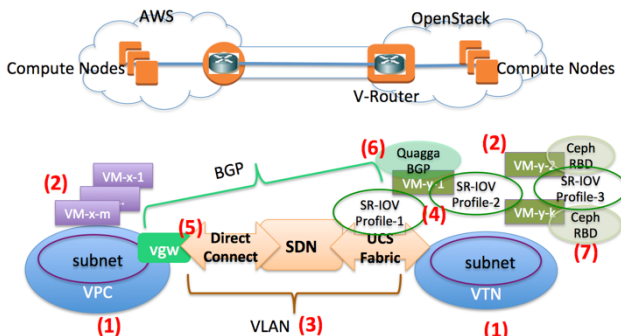 AWS
OpenStack
Compute Nodes
Compute Nodes
V-Router
(6)
(2)
Ceph
RBD
Quagga
BGP
(2)
VM-x-1
BGP
VM-y-1
VM-y-2
SR-IOV
Profile-2
SR-IOV
Profile-3
VM-x-m
SR-IOV
Profile-1
(4)
VM-y-k
Ceph
RBD
(5)
(7)
vgw
Direct
Connect
SDN
UCS
Fabric
subnet
subnet
VPC
VTN
(1)
VLAN (3)
(1)